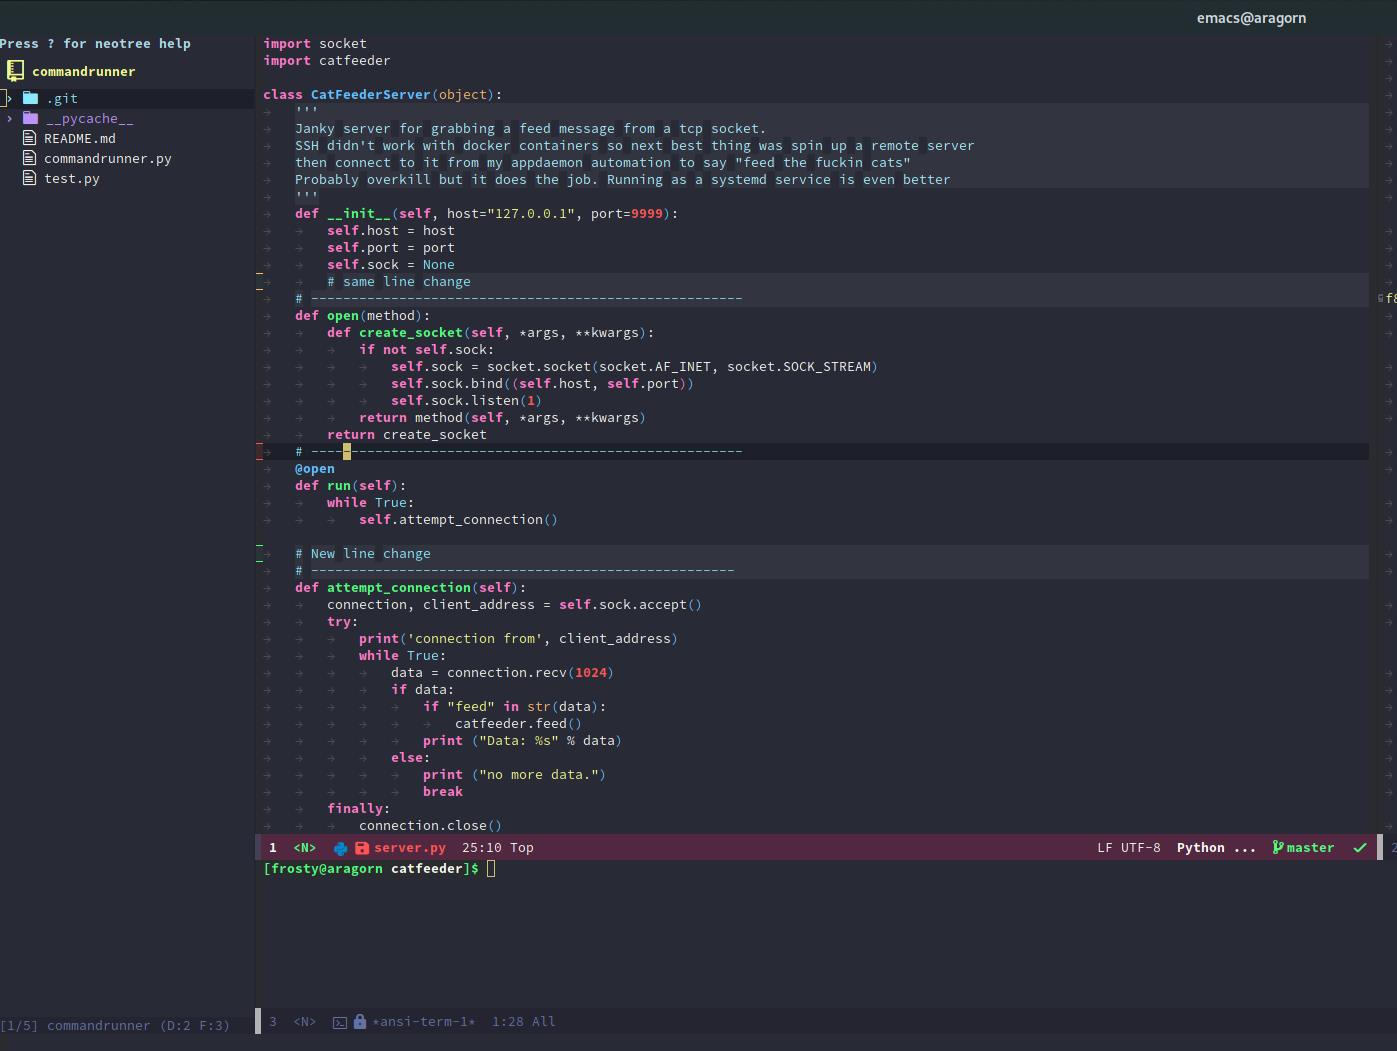 emacs@aragorn
Press ? for neotree help
commandrunner
.git
__pycache__
README.md
commandrunner.py
test.py
[1/5] commandrunner (D:2 F:3)
import socket
import catfeeder
class CatFeederServer(object):
'''
Janky server for grabbing a feed message from a tcp socket.
SSH didn't work with docker containers so next best thing was spin up a remote server
then connect to it from my appdaemon automation to say "feed the fuckin cats"
Probably overkill but it does the job. Running as a systemd service is even better
'''
def __init__(self, host="127.0.0.1", port=9999):
self.host = host
self.port = port
self.sock = None
# same line change
# ------------------------------------------------------
def open(method):
def create_socket(self, *args, **kwargs):
if not self.sock:
self.sock = socket.socket(socket.AF_INET, socket.SOCK_STREAM)
self.sock.bind((self.host, self.port))
self.sock.listen(1)
return method(self, *args, **kwargs)
return create_socket
# ------------------------------------------------------
@open
def run(self):
while True:
self.attempt_connection()
# New line change
# -----------------------------------------------------
def attempt_connection(self):
connection, client_address = self.sock.accept()
try:
print('connection from', client_address)
while True:
data = connection.recv(1024)
if data:
if "feed" in str(data):
catfeeder.feed()
print ("Data: %s" % data)
else:
print ("no more data.")
break
finally:
connection.close()
1 <N> server.py 25:10 Top LF UTF-8 Python ... master 2
[frosty@aragorn catfeeder]$
3 <N> *ansi-term-1* 1:28 All